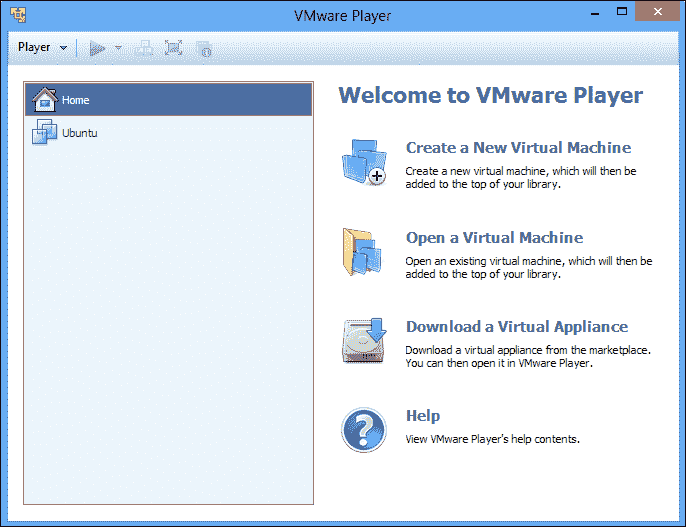 VMware Player
Player
Home
Ubuntu
Welcome to VMware Player
Create a New Virtual Machine
Create a new virtual machine, which will then be
added to the top of your library.
Open a Virtual Machine
Open an existing virtual machine, which will then be
added to the top of your library.
Download a Virtual Appliance
Download a virtual appliance from the marketplace.
You can then open it in VMware Player.
Help
View VMware Player's help contents.